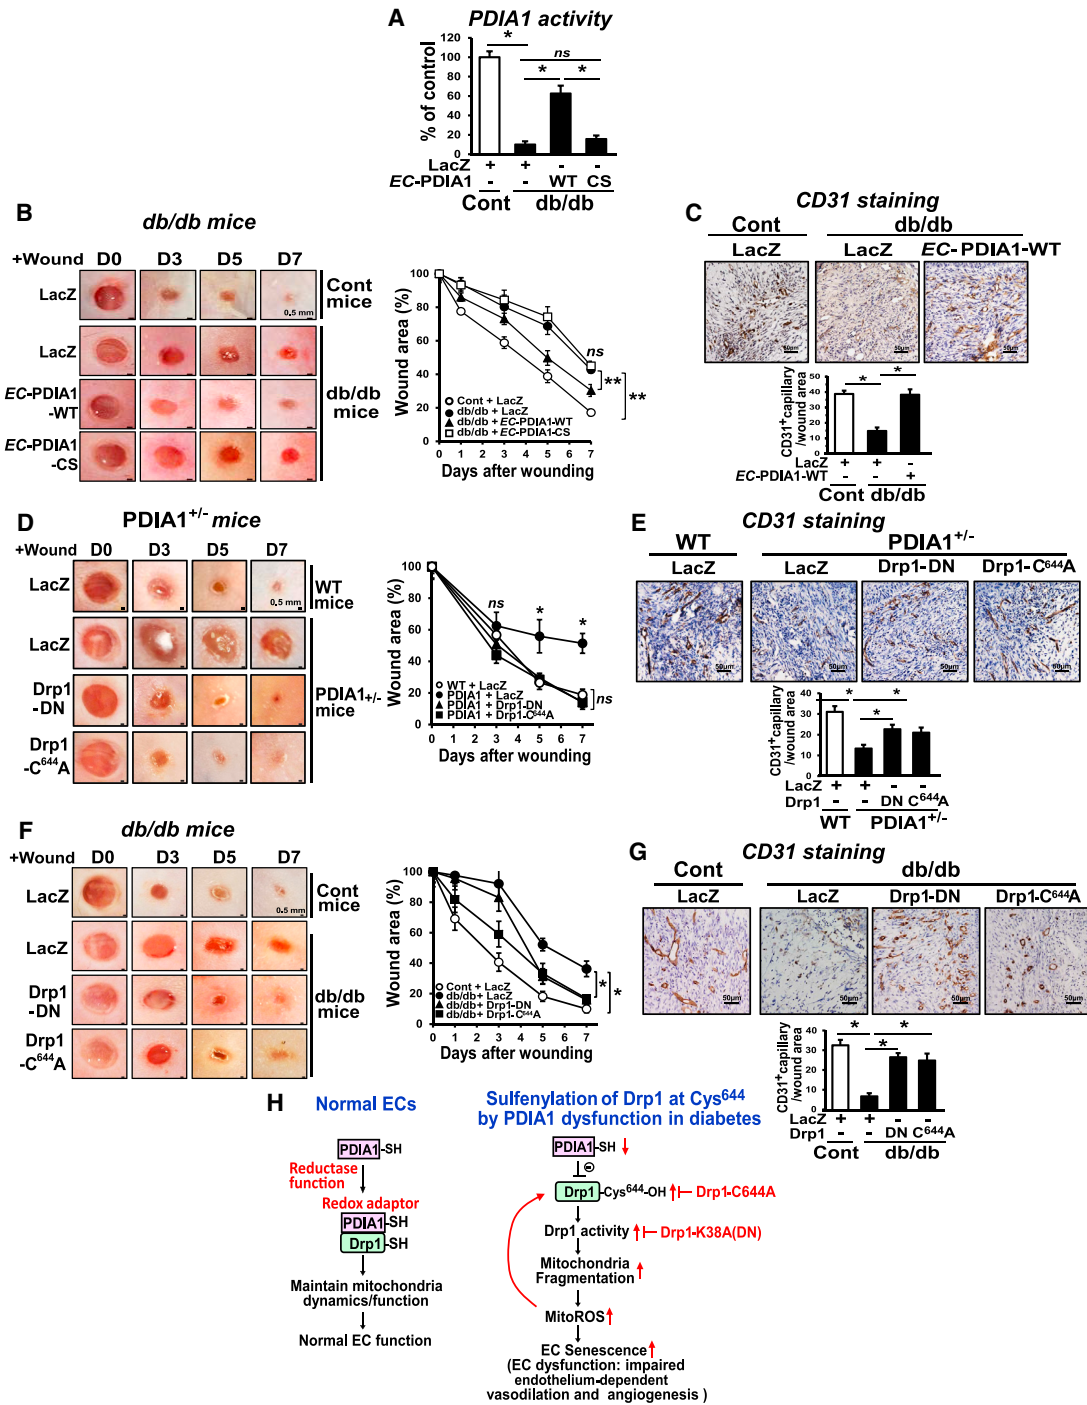 A
PDIA1 activity
% of control
120
100
80
60
40
20
0
*
ns
*
*
LacZ + + - -
EC-PDIA1 - - WT CS
Cont db/db
B
db/db mice
+Wound D0 D3 D5 D7
LacZ
0.5 mm
Cont mice
LacZ
EC-PDIA1
-WT
EC-PDIA1
-CS
db/db
mice
Wound area (%)
100
80
60
40
20
0
ns
**
**
Cont + LacZ
db/db + LacZ
db/db + EC-PDIA1-WT
db/db + EC-PDIA1-CS
0 1 2 3 4 5 6 7
Days after wounding
C
CD31 staining
Cont db/db
LacZ LacZ EC-PDIA1-WT
50μm 50μm 50μm
CD31+capillary
/wound area
50
40
30
20
10
0
* *
LacZ + + -
EC-PDIA1-WT - - +
Cont db/db
D
PDIA1+/- mice
+Wound D0 D3 D5 D7
LacZ
0.5 mm
WT
mice
LacZ
Drp1
-DN
Drp1
-C644A
PDIA1+/-
mice
Wound area (%)
100
80
60
40
20
0
ns
*
*
ns
WT + LacZ
PDIA1 + LacZ
PDIA1 + Drp1-DN
PDIA1 + Drp1-C644A
0 1 2 3 4 5 6 7
Days after wounding
E
CD31 staining
WT PDIA1+/-
LacZ LacZ Drp1-DN Drp1-C644A
50μm 50μm 50μm 50μm
CD31+capillary
/wound area
40
30
20
10
0
* *
*
LacZ + + - -
Drp1 - - DN C644A
WT PDIA1+/-
F
db/db mice
+Wound D0 D3 D5 D7
LacZ
0.5 mm
Cont
mice
LacZ
Drp1
-DN
Drp1
-C644A
db/db
mice
Wound area (%)
100
80
60
40
20
0
*
*
Cont + LacZ
db/db+ LacZ
db/db+ Drp1-DN
db/db+ Drp1-C644A
0 1 2 3 4 5 6 7
Days after wounding
G
CD31 staining
Cont db/db
LacZ LacZ Drp1-DN Drp1-C644A
50μm 50μm 50μm 50μm
CD31+capillary
/wound area
40
30
20
10
0
* *
*
LacZ + + - -
Drp1 - - DN C644A
Cont db/db
H
Normal ECs
PDIA1-SH
Reductase
function
Redox adaptor
PDIA1-SH
Drp1-SH
Maintain mitochondria
dynamics/function
Normal EC function
Sulfenylation of Drp1 at Cys644
by PDIA1 dysfunction in diabetes
PDIA1-SH
Drp1-Cys644-OH Drp1-C644A
Drp1 activity Drp1-K38A(DN)
Mitochondria
Fragmentation
MitoROS
EC Senescence
(EC dysfunction: impaired
endothelium-dependent
vasodilation and angiogenesis )